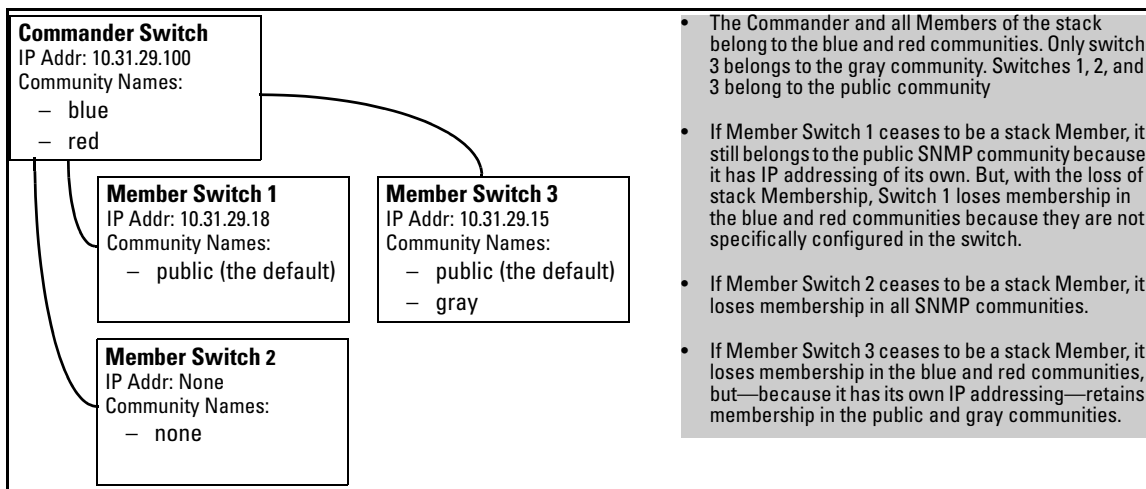 Commander Switch
IP Addr: 10.31.29.100
Community Names:
– blue
– red
Member Switch 1
IP Addr: 10.31.29.18
Community Names:
– public (the default)
Member Switch 3
IP Addr: 10.31.29.15
Community Names:
– public (the default)
– gray
Member Switch 2
IP Addr: None
Community Names:
– none
• The Commander and all Members of the stack
belong to the blue and red communities. Only switch
3 belongs to the gray community. Switches 1, 2, and
3 belong to the public community
• If Member Switch 1 ceases to be a stack Member, it
still belongs to the public SNMP community because
it has IP addressing of its own. But, with the loss of
stack Membership, Switch 1 loses membership in
the blue and red communities because they are not
specifically configured in the switch.
• If Member Switch 2 ceases to be a stack Member, it
loses membership in all SNMP communities.
• If Member Switch 3 ceases to be a stack Member, it
loses membership in the blue and red communities,
but—because it has its own IP addressing—retains
membership in the public and gray communities.